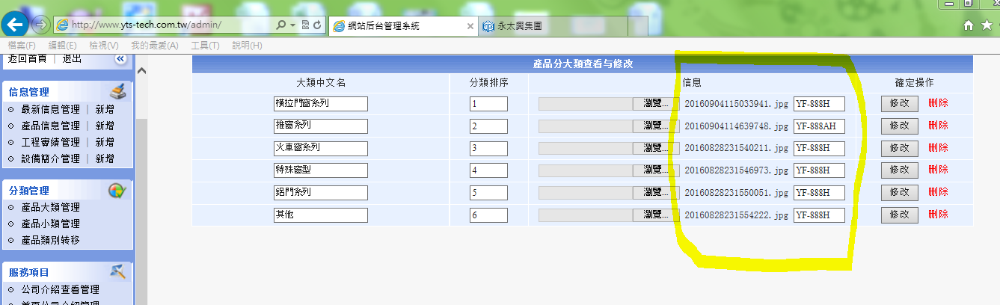 http://www.yts-tech.com.tw/admin/
網站后台管理系統
永太興集團
檔案(F) 編輯(E) 檢視(V) 我的最愛(A) 工具(T) 說明(H)
返回首頁 | 退出
產品分大類查看与修改
大類中文名 分類排序 信息 確定操作
橫拉門窗系列 1 瀏覽... 20160904115033941.jpg YF-888H 修改 刪除
推窗系列 2 瀏覽... 20160904114639748.jpg YF-888AH 修改 刪除
火車窗系列 3 瀏覽... 20160828231540211.jpg YF-888H 修改 刪除
特殊窗型 4 瀏覽... 20160828231546973.jpg YF-888H 修改 刪除
鋁門系列 5 瀏覽... 20160828231550051.jpg YF-888H 修改 刪除
其他 6 瀏覽... 20160828231554222.jpg YF-888H 修改 刪除
信息管理
最新信息管理 | 新增
產品信息管理 | 新增
工程實績管理 | 新增
設備簡介管理 | 新增
分類管理
產品大類管理
產品小類管理
產品類別转移
服務項目
公司介紹查看管理
首頁公司介紹管理